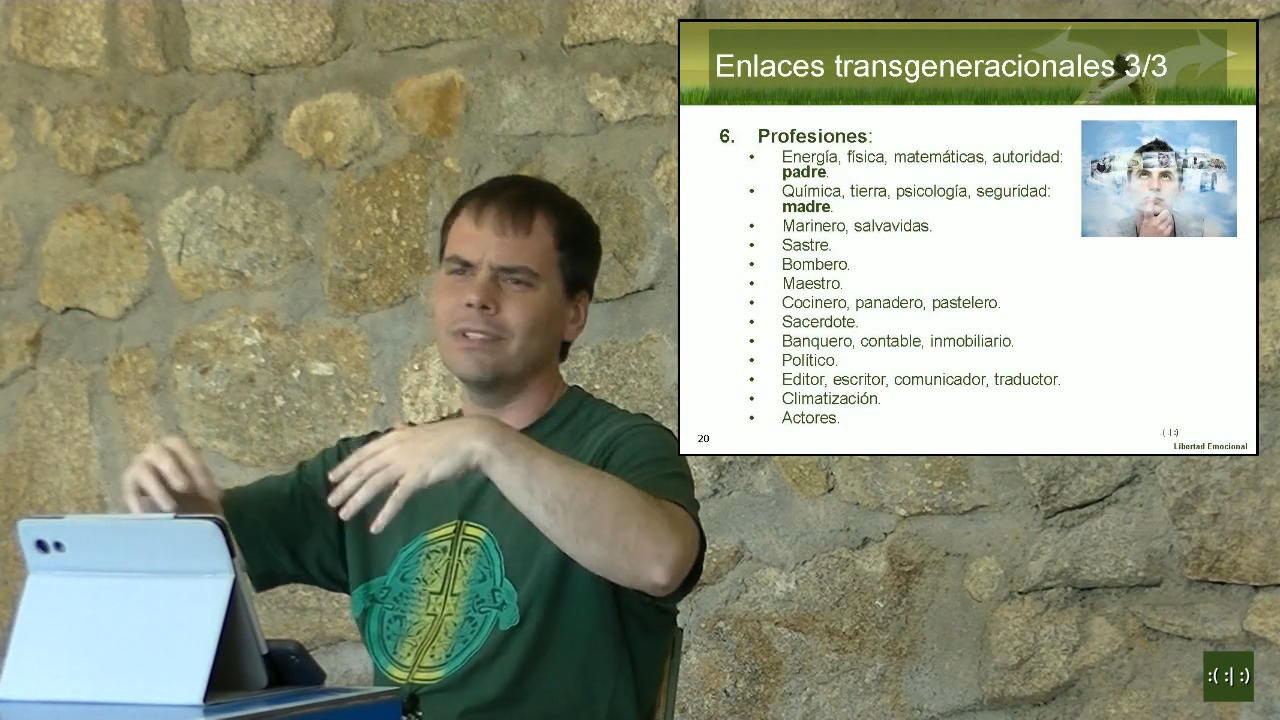 Enlaces transgeneracionales 3/3
6. Profesiones:
• Energía, física, matemáticas, autoridad:
padre.
• Química, tierra, psicología, seguridad:
madre.
• Marinero, salvavidas.
• Sastre.
• Bombero.
• Maestro.
• Cocinero, panadero, pastelero.
• Sacerdote.
• Banquero, contable, inmobiliario.
• Político.
• Editor, escritor, comunicador, traductor.
• Climatización.
• Actores.
20
:( :| :)
Libertad Emocional
:( :| :)